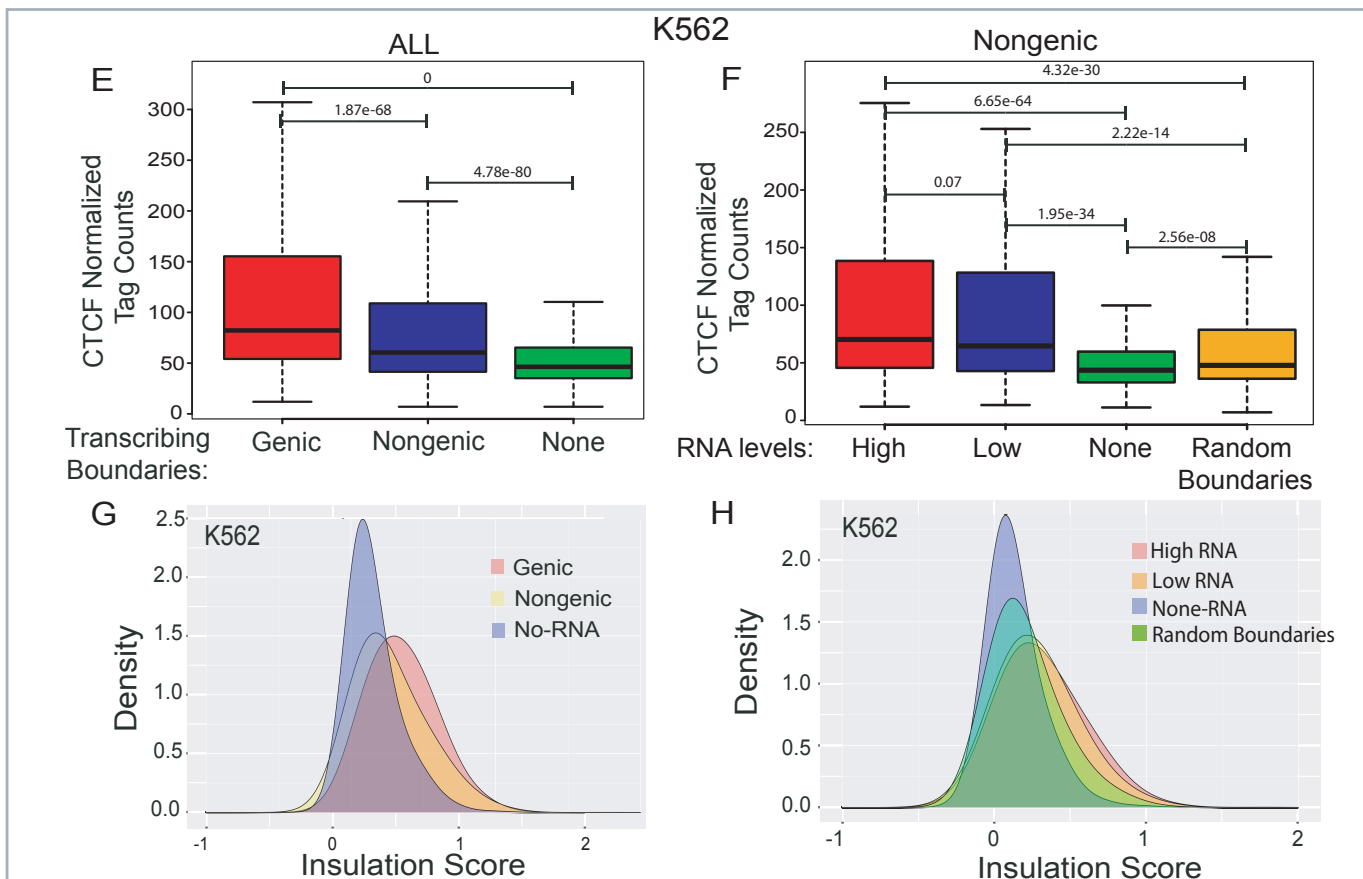 K562
E
ALL
CTCF Normalized
Tag Counts
300
250
200
150
100
50
0
0
1.87e-68
4.78e-80
Transcribing
Boundaries:
Genic
Nongenic
None
F
Nongenic
CTCF Normalized
Tag Counts
250
200
150
100
50
0
4.32e-30
6.65e-64
2.22e-14
0.07
1.95e-34
2.56e-08
RNA levels:
High
Low
None
Random
Boundaries
G
K562
Density
2.5
2.0
1.5
1.0
0.5
0.0
Genic
Nongenic
No-RNA
-1
0
1
2
Insulation Score
H
K562
Density
2.0
1.5
1.0
0.5
0.0
High RNA
Low RNA
None-RNA
Random Boundaries
-1
0
1
2
Insulation Score